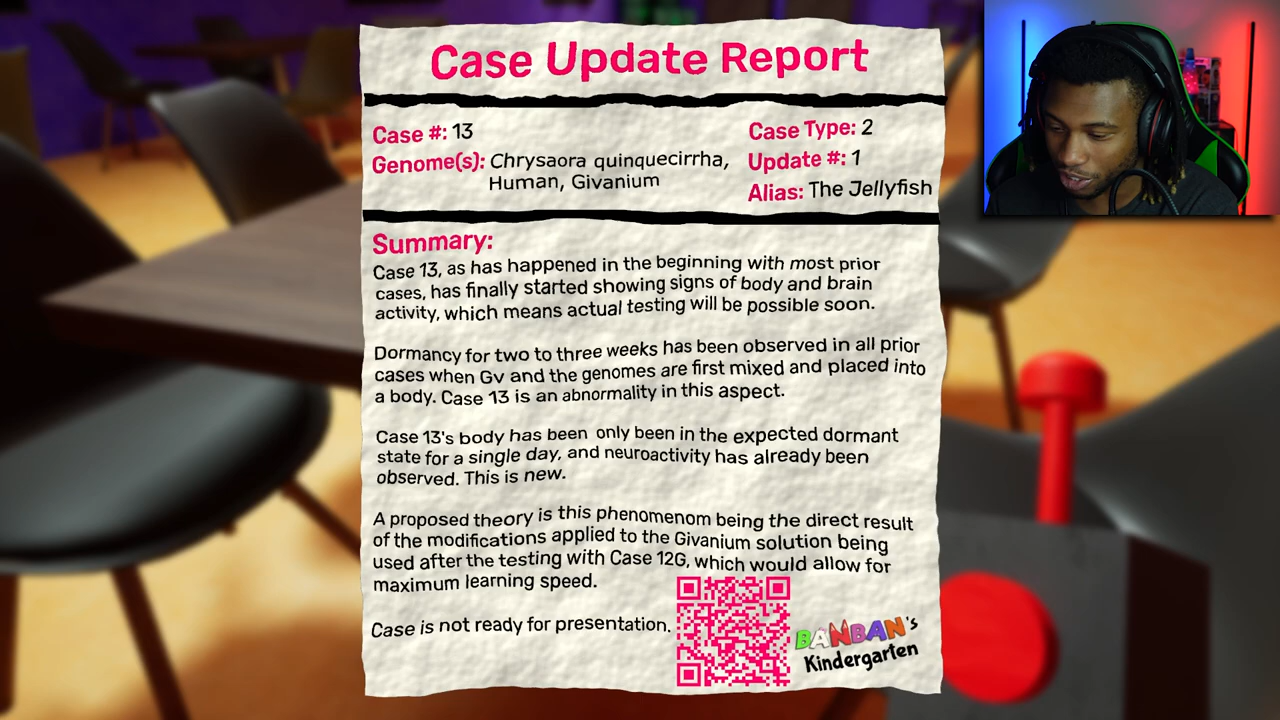 Case Update Report
Case #: 13
Genome(s): Chrysaora quinquecirrha,
Human, Givanium
Case Type: 2
Update #: 1
Alias: The Jellyfish
Summary:
Case 13, as has happened in the beginning with most prior
cases, has finally started showing signs of body and brain
activity, which means actual testing will be possible soon.
Dormancy for two to three weeks has been observed in all prior
cases when Gv and the genomes are first mixed and placed into
a body. Case 13 is an abnormality in this aspect.
Case 13's body has been only been in the expected dormant
state for a single day, and neuroactivity has already been
observed. This is new.
A proposed theory is this phenomenom being the direct result
of the modifications applied to the Givanium solution being
used after the testing with Case 12G, which would allow for
maximum learning speed.
Case is not ready for presentation.
BANBAN's
Kindergarten